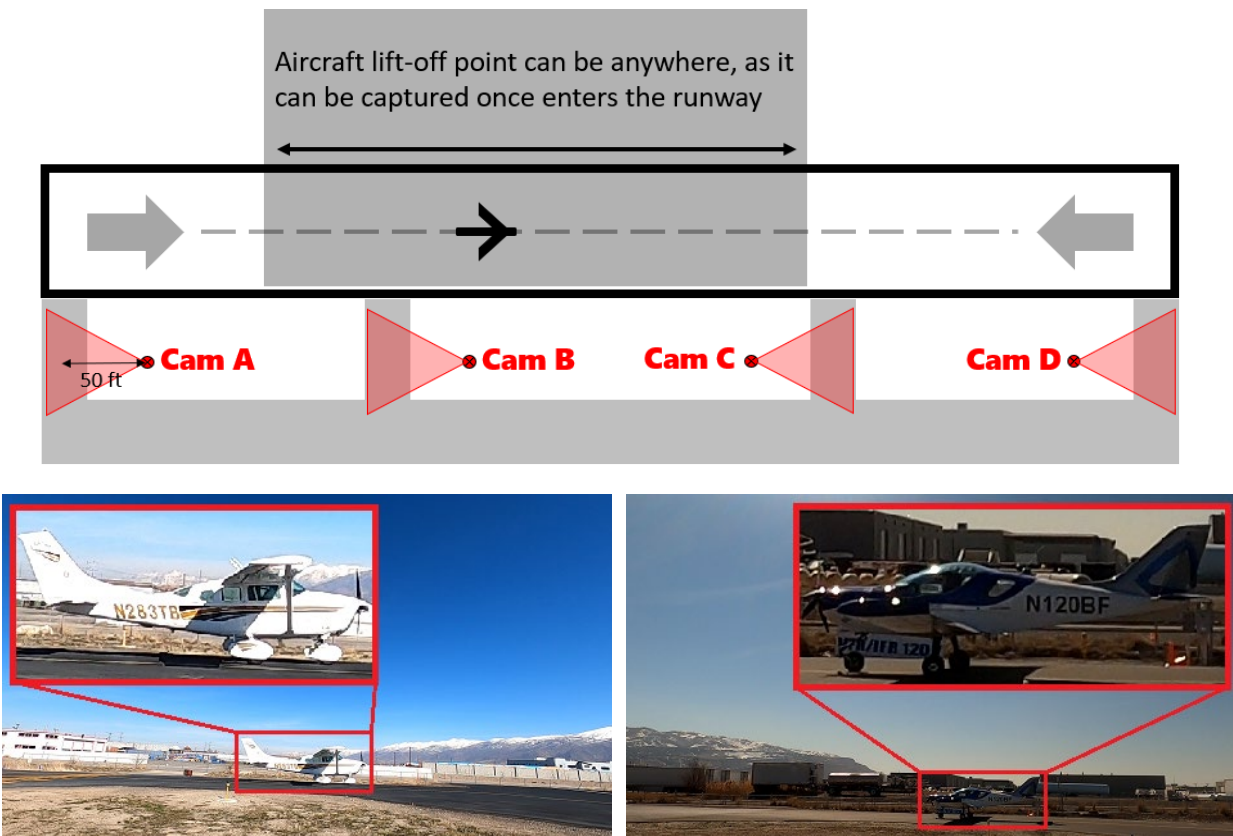 Aircraft lift-off point can be anywhere, as it
can be captured once enters the runway
Cam A
Cam B
Cam C
Cam D
50 ft
N283TB
N120BF
120